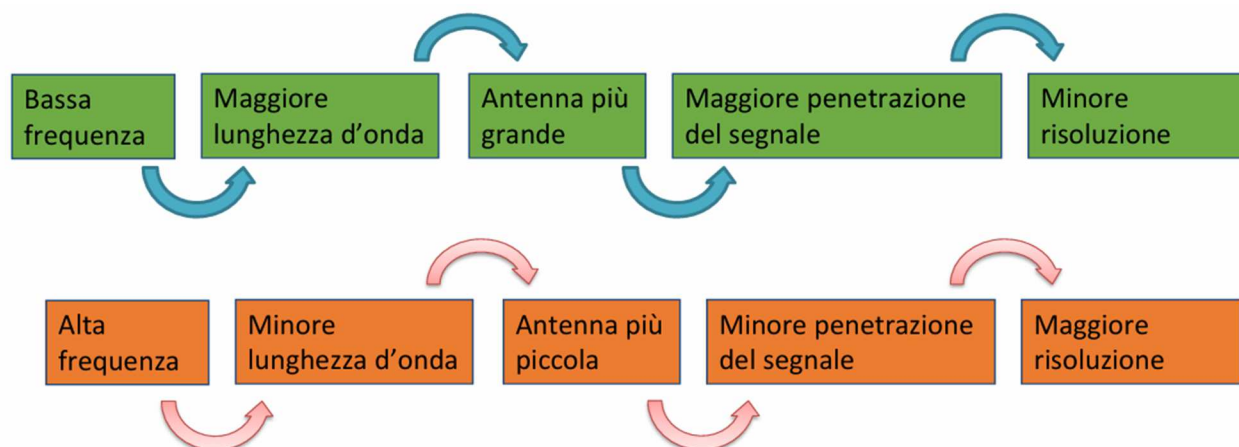 Bassa
frequenza
Maggiore
lunghezza d'onda
Antenna più
grande
Maggiore penetrazione
del segnale
Minore
risoluzione
Alta
frequenza
Minore
lunghezza d'onda
Antenna più
piccola
Minore penetrazione
del segnale
Maggiore
risoluzione